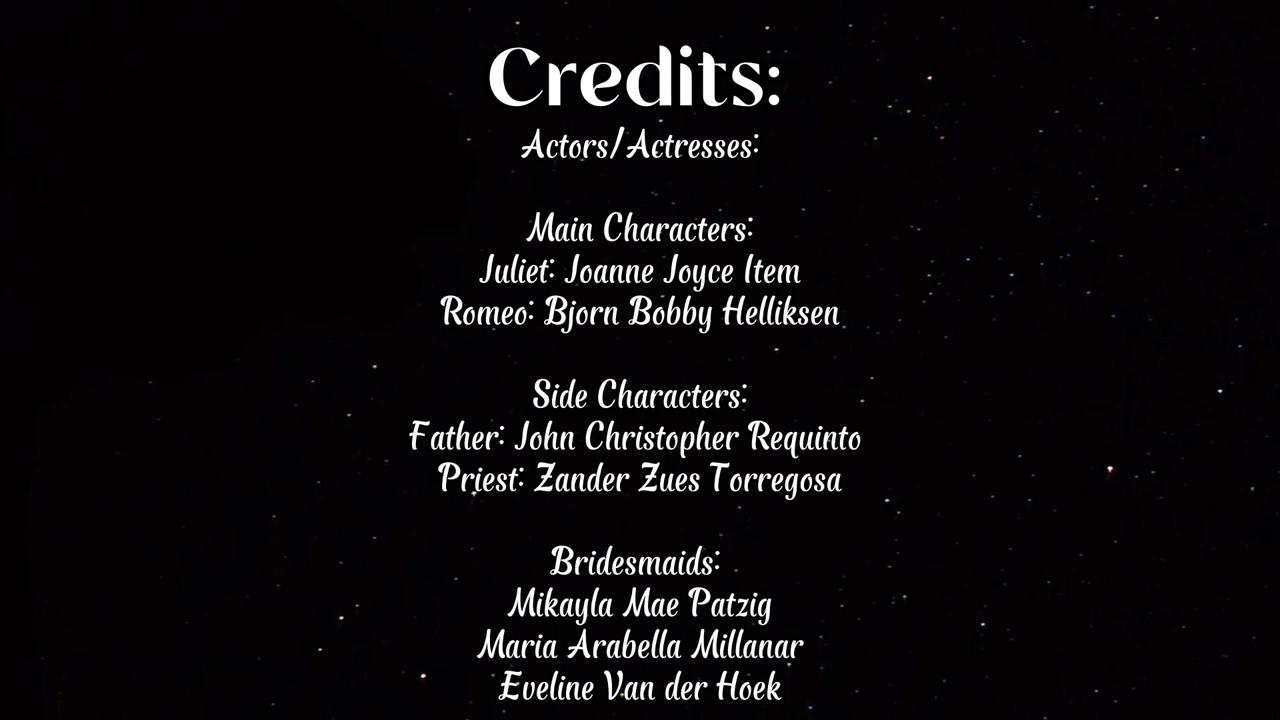 Credits:
Actors/Actresses:
Main Characters:
Juliet: Joanne Joyce Item
Romeo: Bjorn Bobby Helliksen
Side Characters:
Father: John Christopher Requinto
Priest: Zander Zues Torregosa
Bridesmaids:
Mikayla Mae Patzig
Maria Arabella Millanar
Eveline Van der Hoek